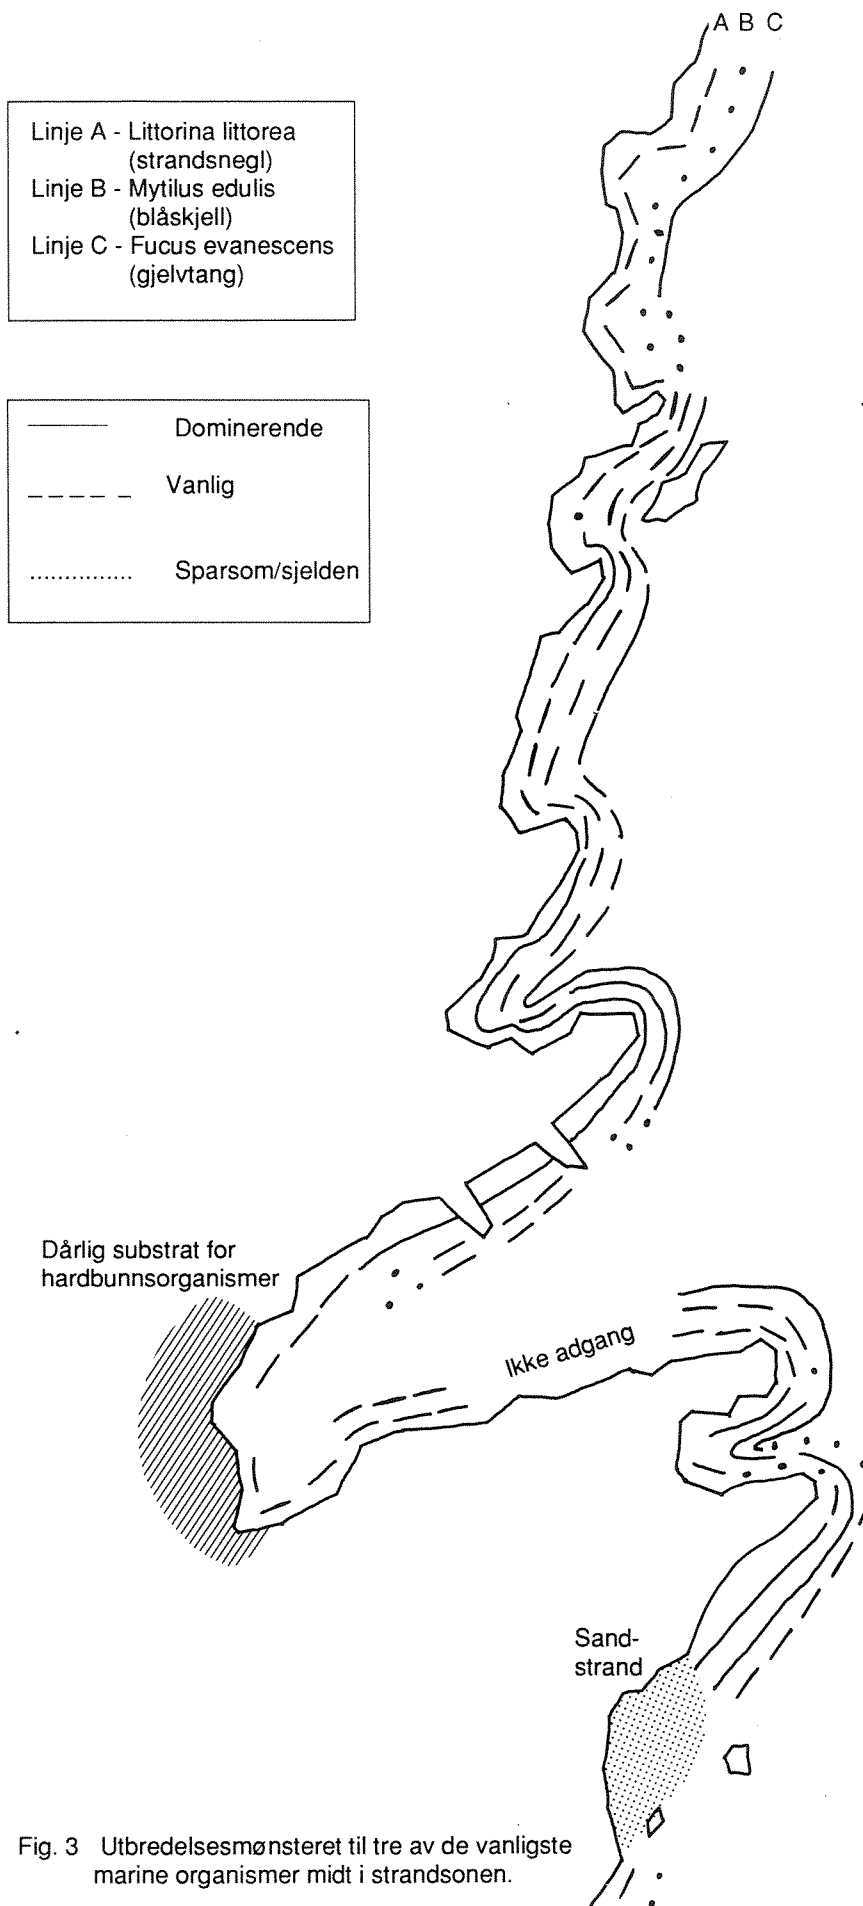 A B C
Linje A - Littorina littorea
(strandsnegl)
Linje B - Mytilus edulis
(blåskjell)
Linje C - Fucus evanescens
(gjelvtang)
Dominerende
Vanlig
Sparsom/sjelden
Dårlig substrat for
hardbunnsorganismer
Ikke adgang
Sand-
strand
Fig. 3 Utbredelsesmønsteret til tre av de vanligste
marine organismer midt i strandsonen.